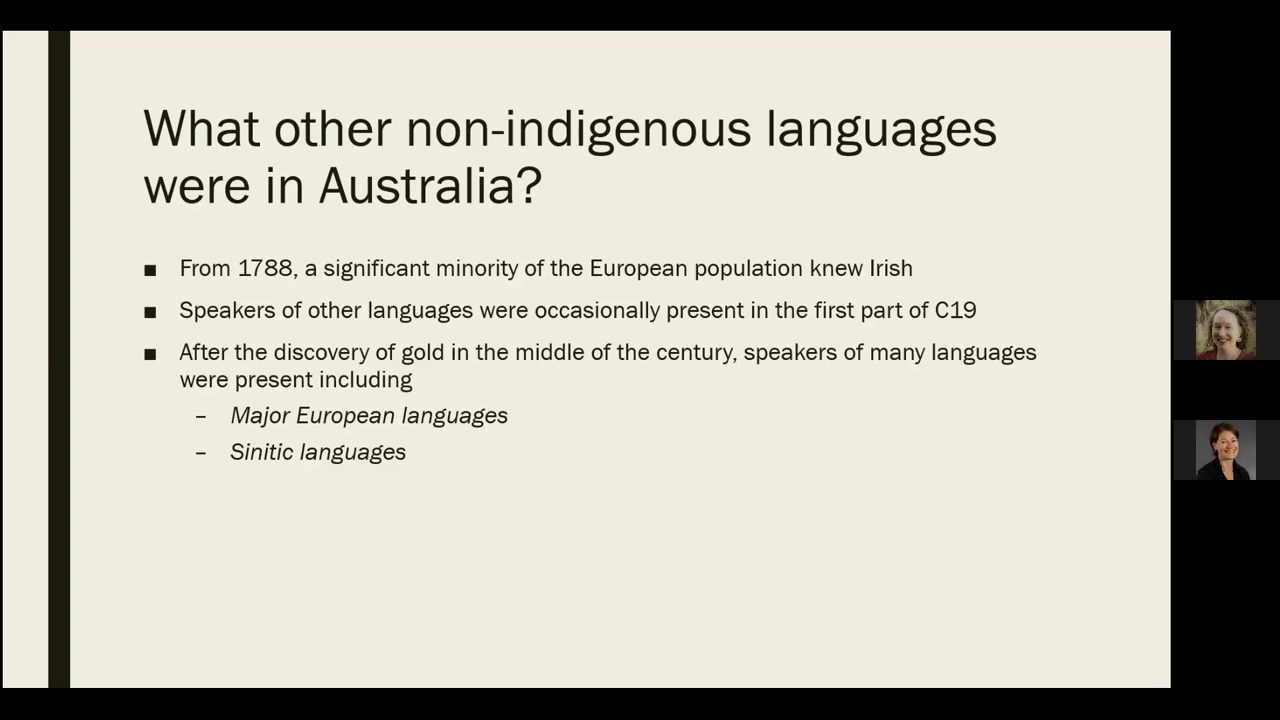 What other non-indigenous languages
were in Australia?
■ From 1788, a significant minority of the European population knew Irish
■ Speakers of other languages were occasionally present in the first part of C19
■ After the discovery of gold in the middle of the century, speakers of many languages
were present including
– Major European languages
– Sinitic languages